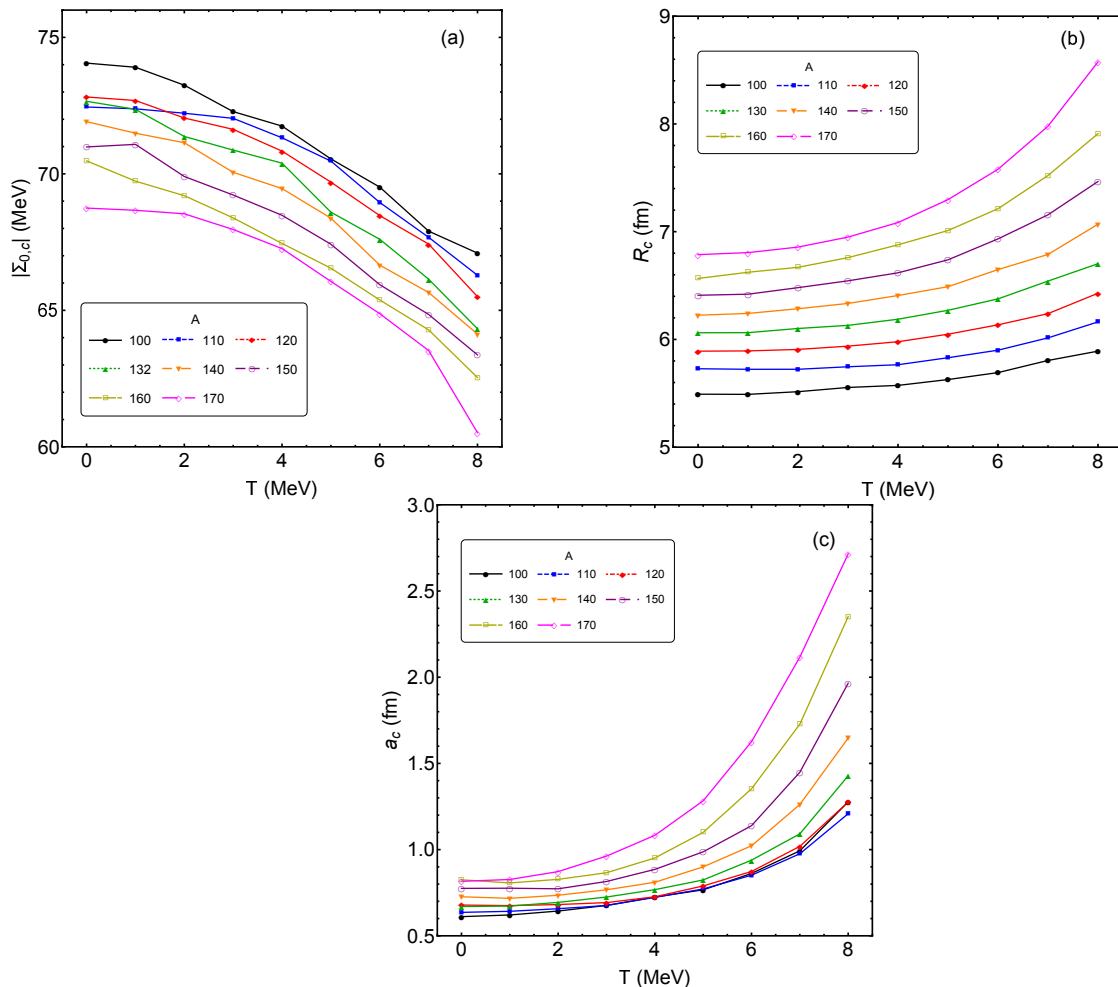 (a)
75
70
65
60
|Σ0,c| (MeV)
A
100 110 120
132 140 150
160 170
0 2 4 6 8
T (MeV)
(b)
9
8
7
6
5
Rc (fm)
A
100 110 120
130 140 150
160 170
0 2 4 6 8
T (MeV)
(c)
3.0
2.5
2.0
1.5
1.0
0.5
ac (fm)
A
100 110 120
130 140 150
160 170
0 2 4 6 8
T (MeV)